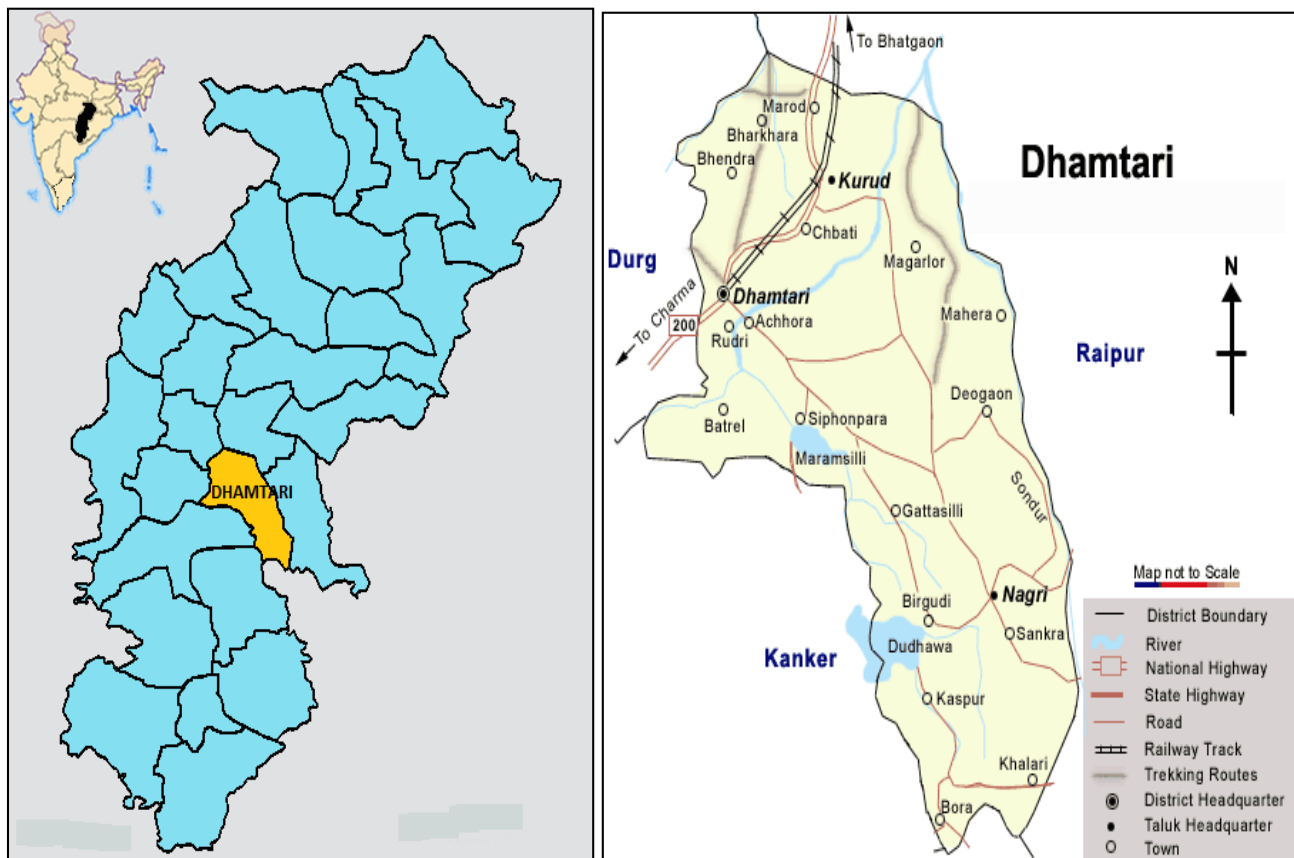 DHAMTARI
To Bhatgaon
Marod
Bharkhara
Bhendra
Kurud
Dhamtari
Chbati
Durg
Magarlor
N
To Charma
Dhamtari
200
Achhora
Rudri
Mahera
Raipur
Deogaon
Batrel
Siphonpara
Maramsilli
Sondur
Gattasilli
Map not to Scale
Birgudi
Nagri
District Boundary
Sankra
River
Kanker
Dudhawa
National Highway
Kaspur
State Highway
Road
Railway Track
Khalari
Trekking Routes
District Headquarter
Bora
Taluk Headquarter
Town